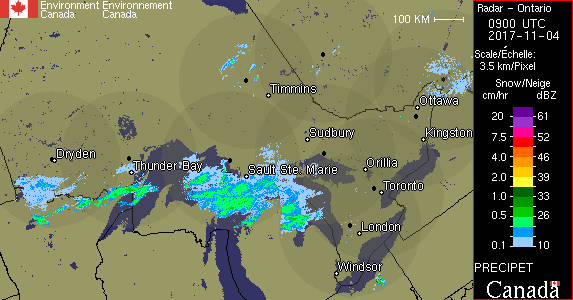 Environment Environnement
Canada Canada
100 KM
Timmins
Ottawa
Sudbury
Kingston
Dryden
Thunder Bay
Sault Ste. Marie
Orillia
Toronto
London
Windsor
Radar - Ontario
0900 UTC
2017-11-04
Scale/Échelle:
3.5 km/Pixel
Snow/Neige
cm/hr dBZ
20 61
7.5 52
4.0 46
2.0 39
1.0 33
0.5 26
0.1 10
PRECIPET
Canada